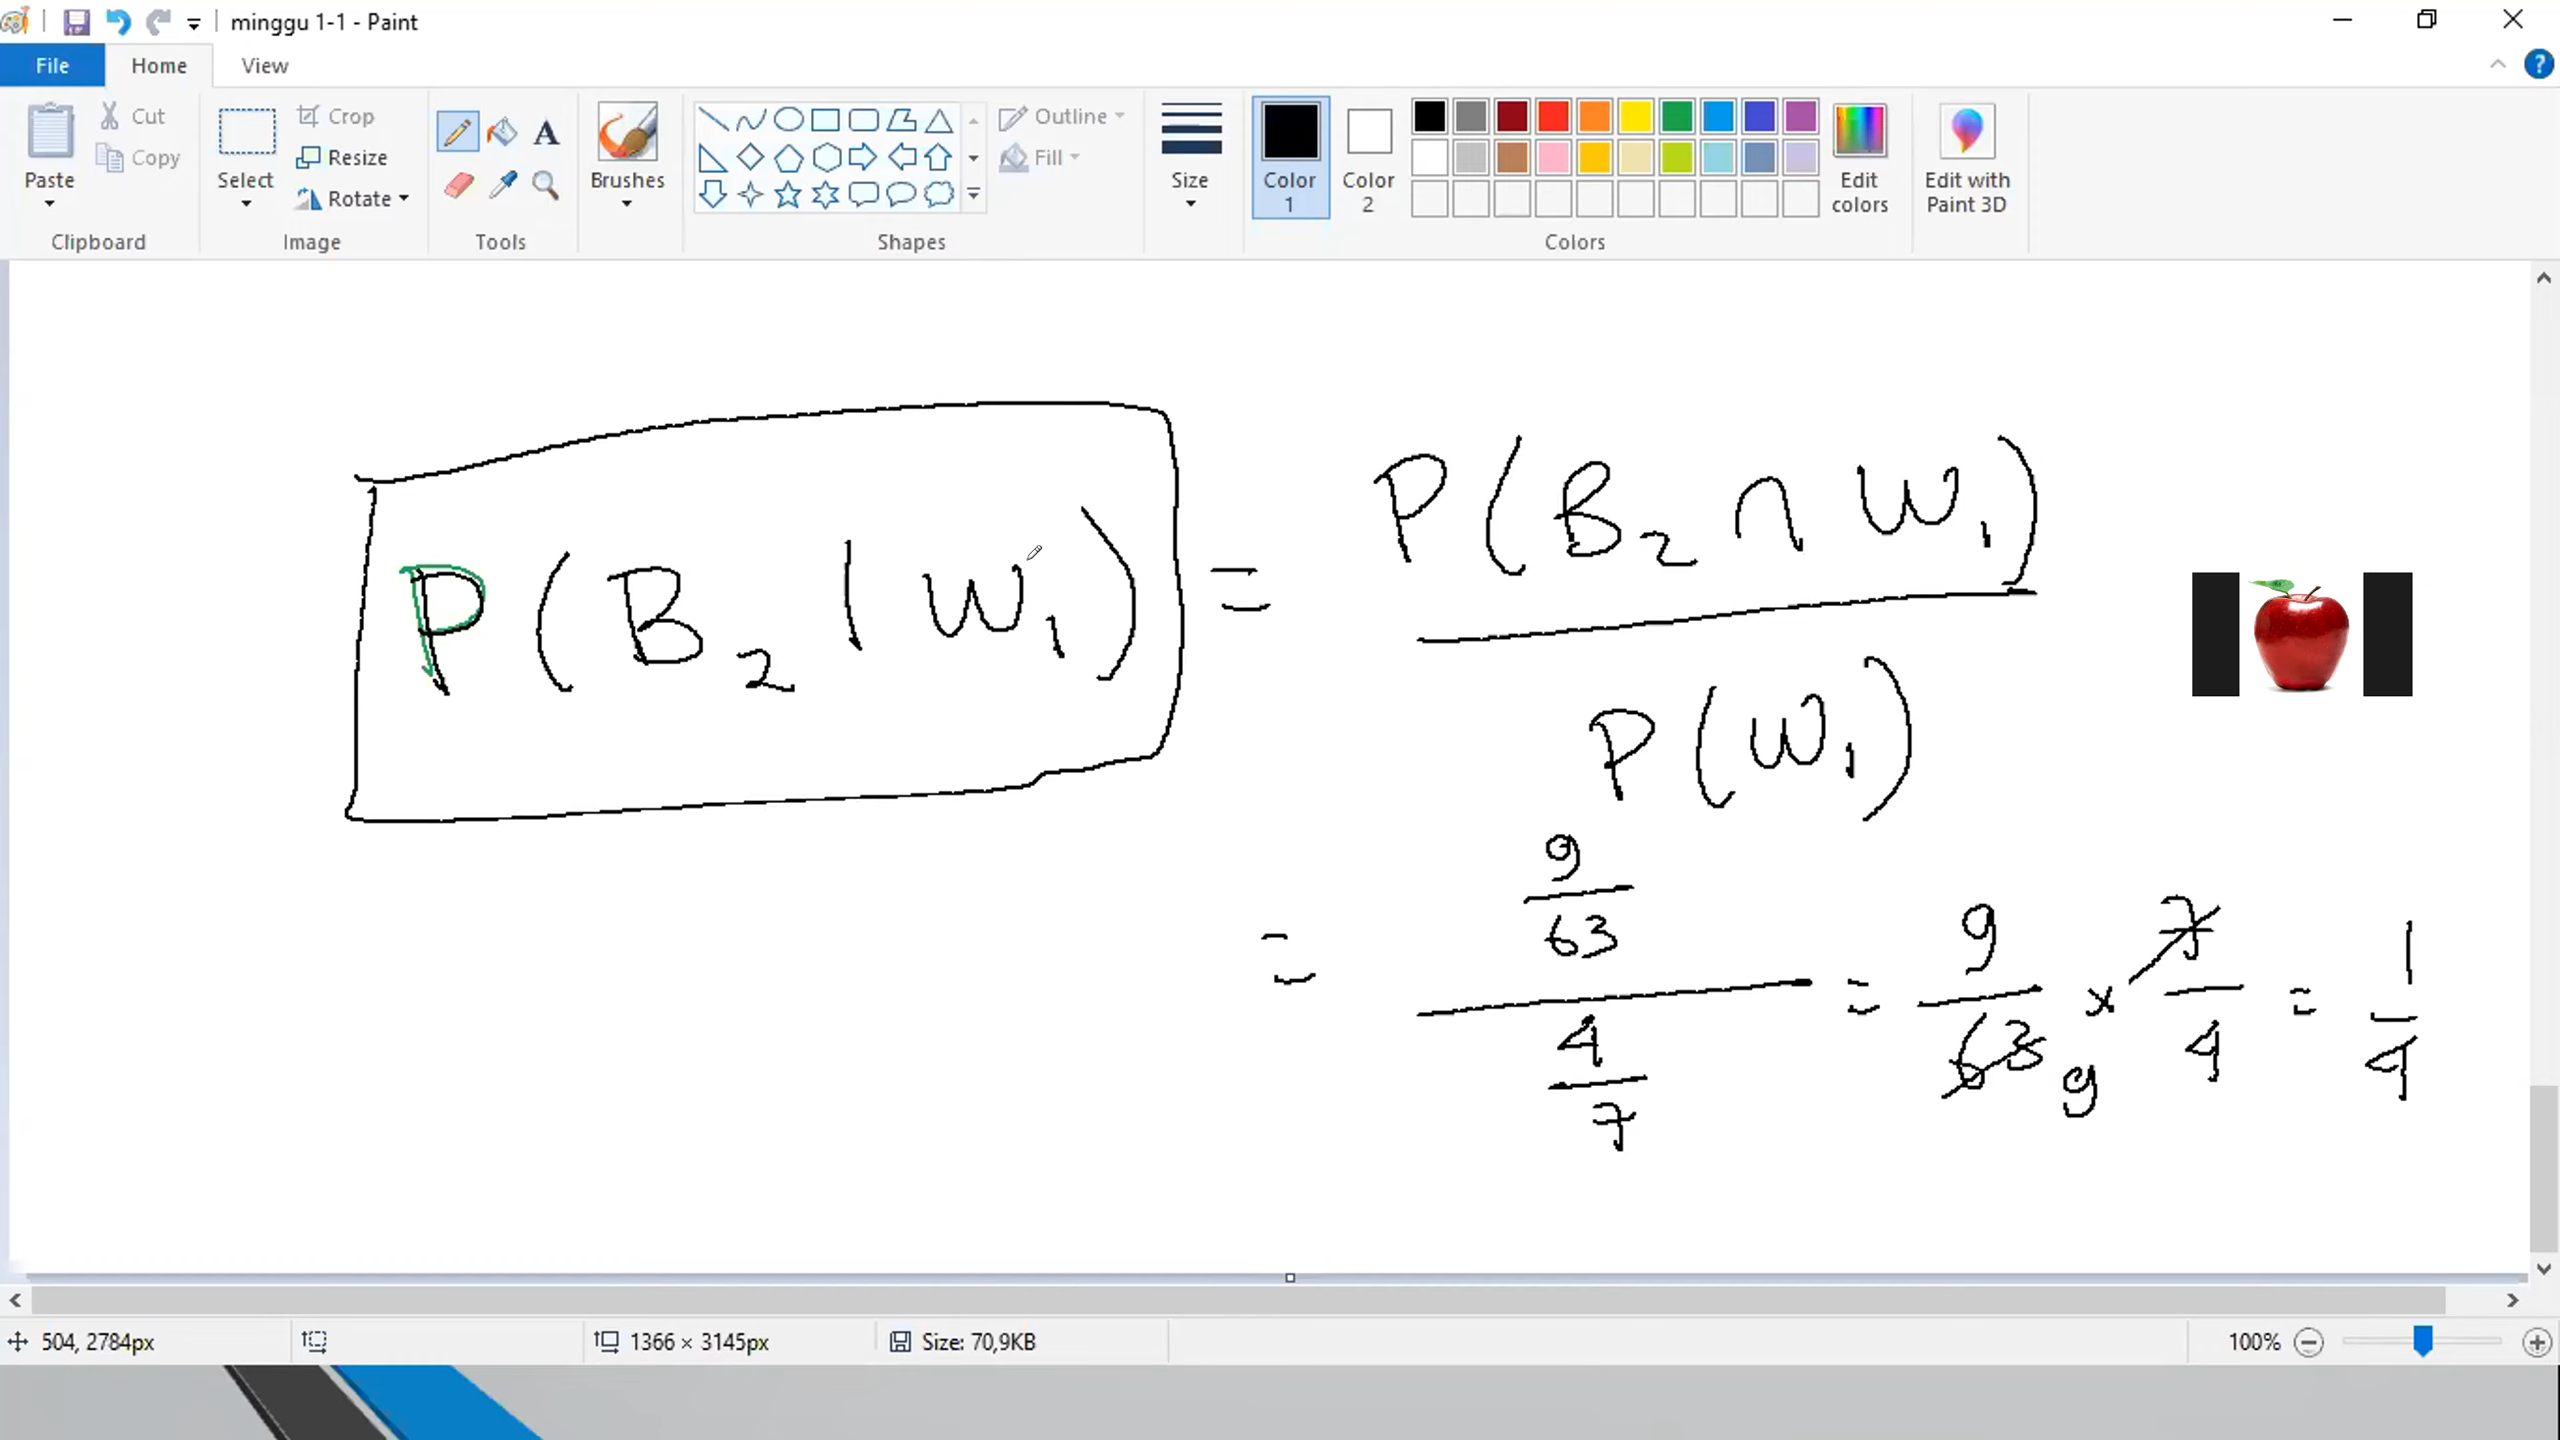 minggu 1-1 - Paint
File Home View
Paste Cut Copy Clipboard
Select Crop Resize Rotate Image
A Tools
Brushes
Outline Fill Shapes
Size
Color 1 Color 2 Edit colors Colors
Edit with Paint 3D
P(B₂ | W₁) = P(B₂ ∩ W₁) / P(W₁)
= (9/63) / (4/7) = 9/63 9 × 7/4 = 1/4
504, 2784px 1366 × 3145px Size: 70,9KB 100%